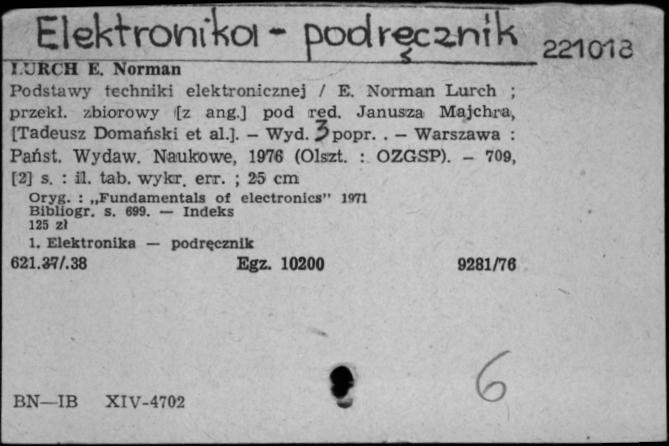 Elektronika - podręcznik
221018
LURCH E. Norman
Podstawy techniki elektronicznej / E. Norman Lurch ;
przekł. zbiorowy [z ang.] pod red. Janusza Majchra,
[Tadeusz Domański et al.]. – Wyd. 3 popr. . – Warszawa :
Państ. Wydaw. Naukowe, 1976 (Olszt. : OZGSP). – 709,
[2] s. : il. tab. wykr. err. ; 25 cm
Oryg. : „Fundamentals of electronics" 1971
Bibliogr. s. 699. — Indeks
125 zł
1. Elektronika — podręcznik
621.37/.38 Egz. 10200 9281/76
6
BN—IB XIV-4702